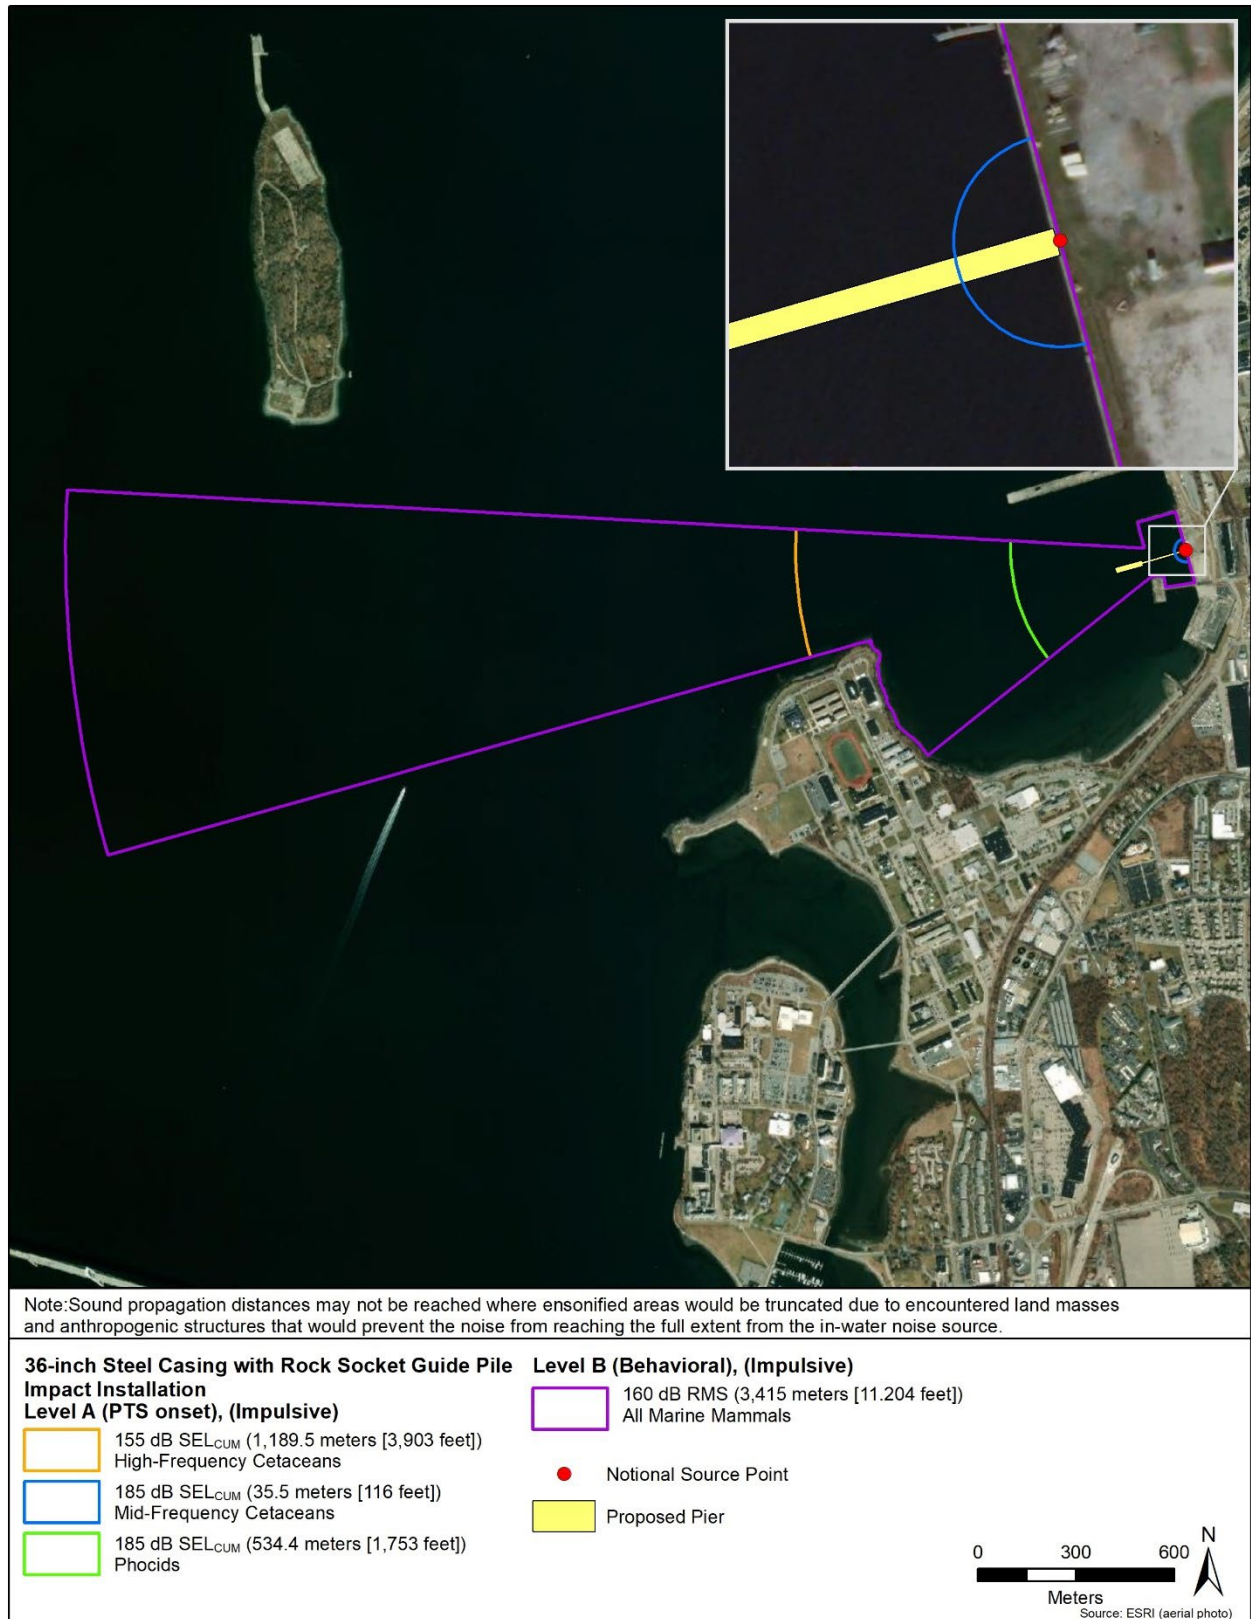 Note:Sound propagation distances may not be reached where ensonified areas would be truncated due to encountered land masses
and anthropogenic structures that would prevent the noise from reaching the full extent from the in-water noise source.
36-inch Steel Casing with Rock Socket Guide Pile
Impact Installation
Level A (PTS onset), (Impulsive)
155 dB SELCUM (1,189.5 meters [3,903 feet])
High-Frequency Cetaceans
185 dB SELCUM (35.5 meters [116 feet])
Mid-Frequency Cetaceans
185 dB SELCUM (534.4 meters [1,753 feet])
Phocids
Level B (Behavioral), (Impulsive)
160 dB RMS (3,415 meters [11.204 feet])
All Marine Mammals
Notional Source Point
Proposed Pier
0 300 600
Meters
N
Source: ESRI (aerial photo)